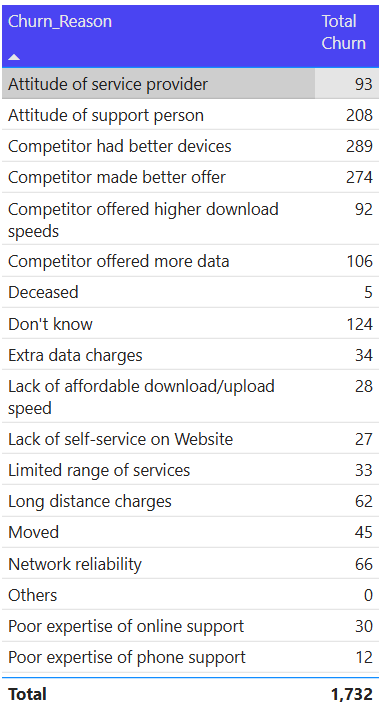 Churn_Reason Total
Churn
Attitude of service provider 93
Attitude of support person 208
Competitor had better devices 289
Competitor made better offer 274
Competitor offered higher download 92
speeds
Competitor offered more data 106
Deceased 5
Don't know 124
Extra data charges 34
Lack of affordable download/upload 28
speed
Lack of self-service on Website 27
Limited range of services 33
Long distance charges 62
Moved 45
Network reliability 66
Others 0
Poor expertise of online support 30
Poor expertise of phone support 12
Total 1,732